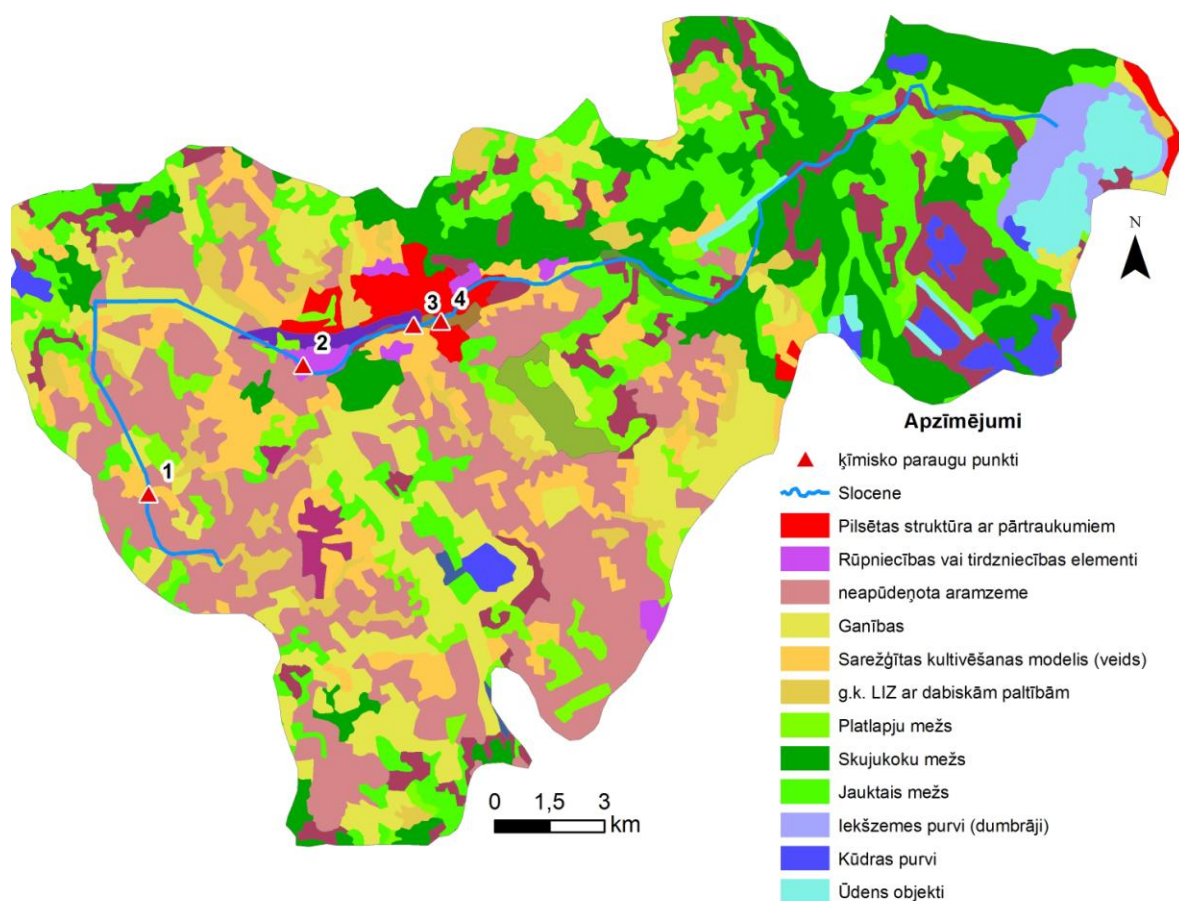 3
4
2
1
N
Apzīmējumi
ķīmisko paraugu punkti
Slocene
Pilsētas struktūra ar pārtraukumiem
Rūpniecības vai tirdzniecības elementi
neapūdeņota aramzeme
Ganības
Sarežģītas kultivēšanas modelis (veids)
g.k. LIZ ar dabiskām paltībām
Platlapju mežs
Skujukoku mežs
Jauktais mežs
Iekšzemes purvi (dumbrāji)
Kūdras purvi
Ūdens objekti
0 1,5 3
km